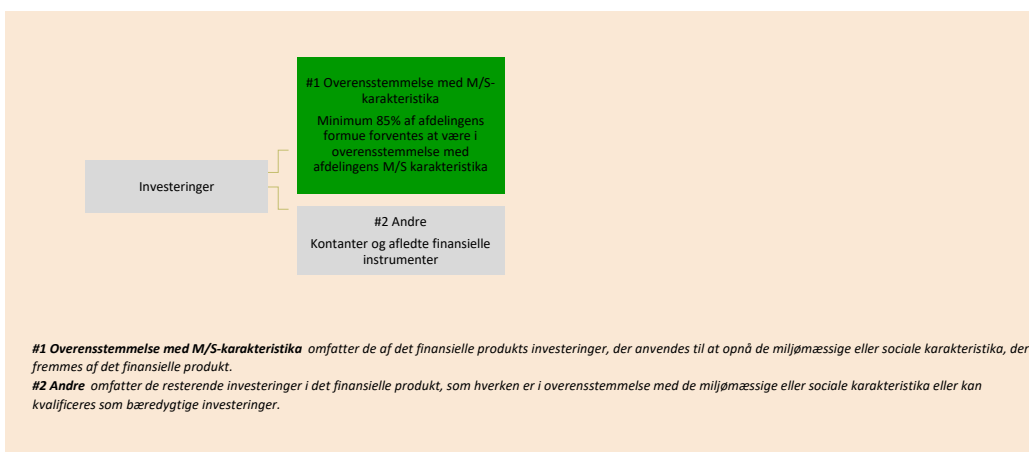 #1 Overensstemmelse med M/S-
karakteristika
Minimum 85% af afdelingens
formue forventes at være i
overensstemmelse med
afdelingens M/S karakteristika
Investeringer
#2 Andre
Kontanter og afledte finansielle
instrumenter
#1 Overensstemmelse med M/S-karakteristika omfatter de af det finansielle produkts investeringer, der anvendes til at opnå de miljømæssige eller sociale karakteristika, der
fremmes af det finansielle produkt.
#2 Andre omfatter de resterende investeringer i det finansielle produkt, som hverken er i overensstemmelse med de miljømæssige eller sociale karakteristika eller kan
kvalificeres som bæredygtige investeringer.